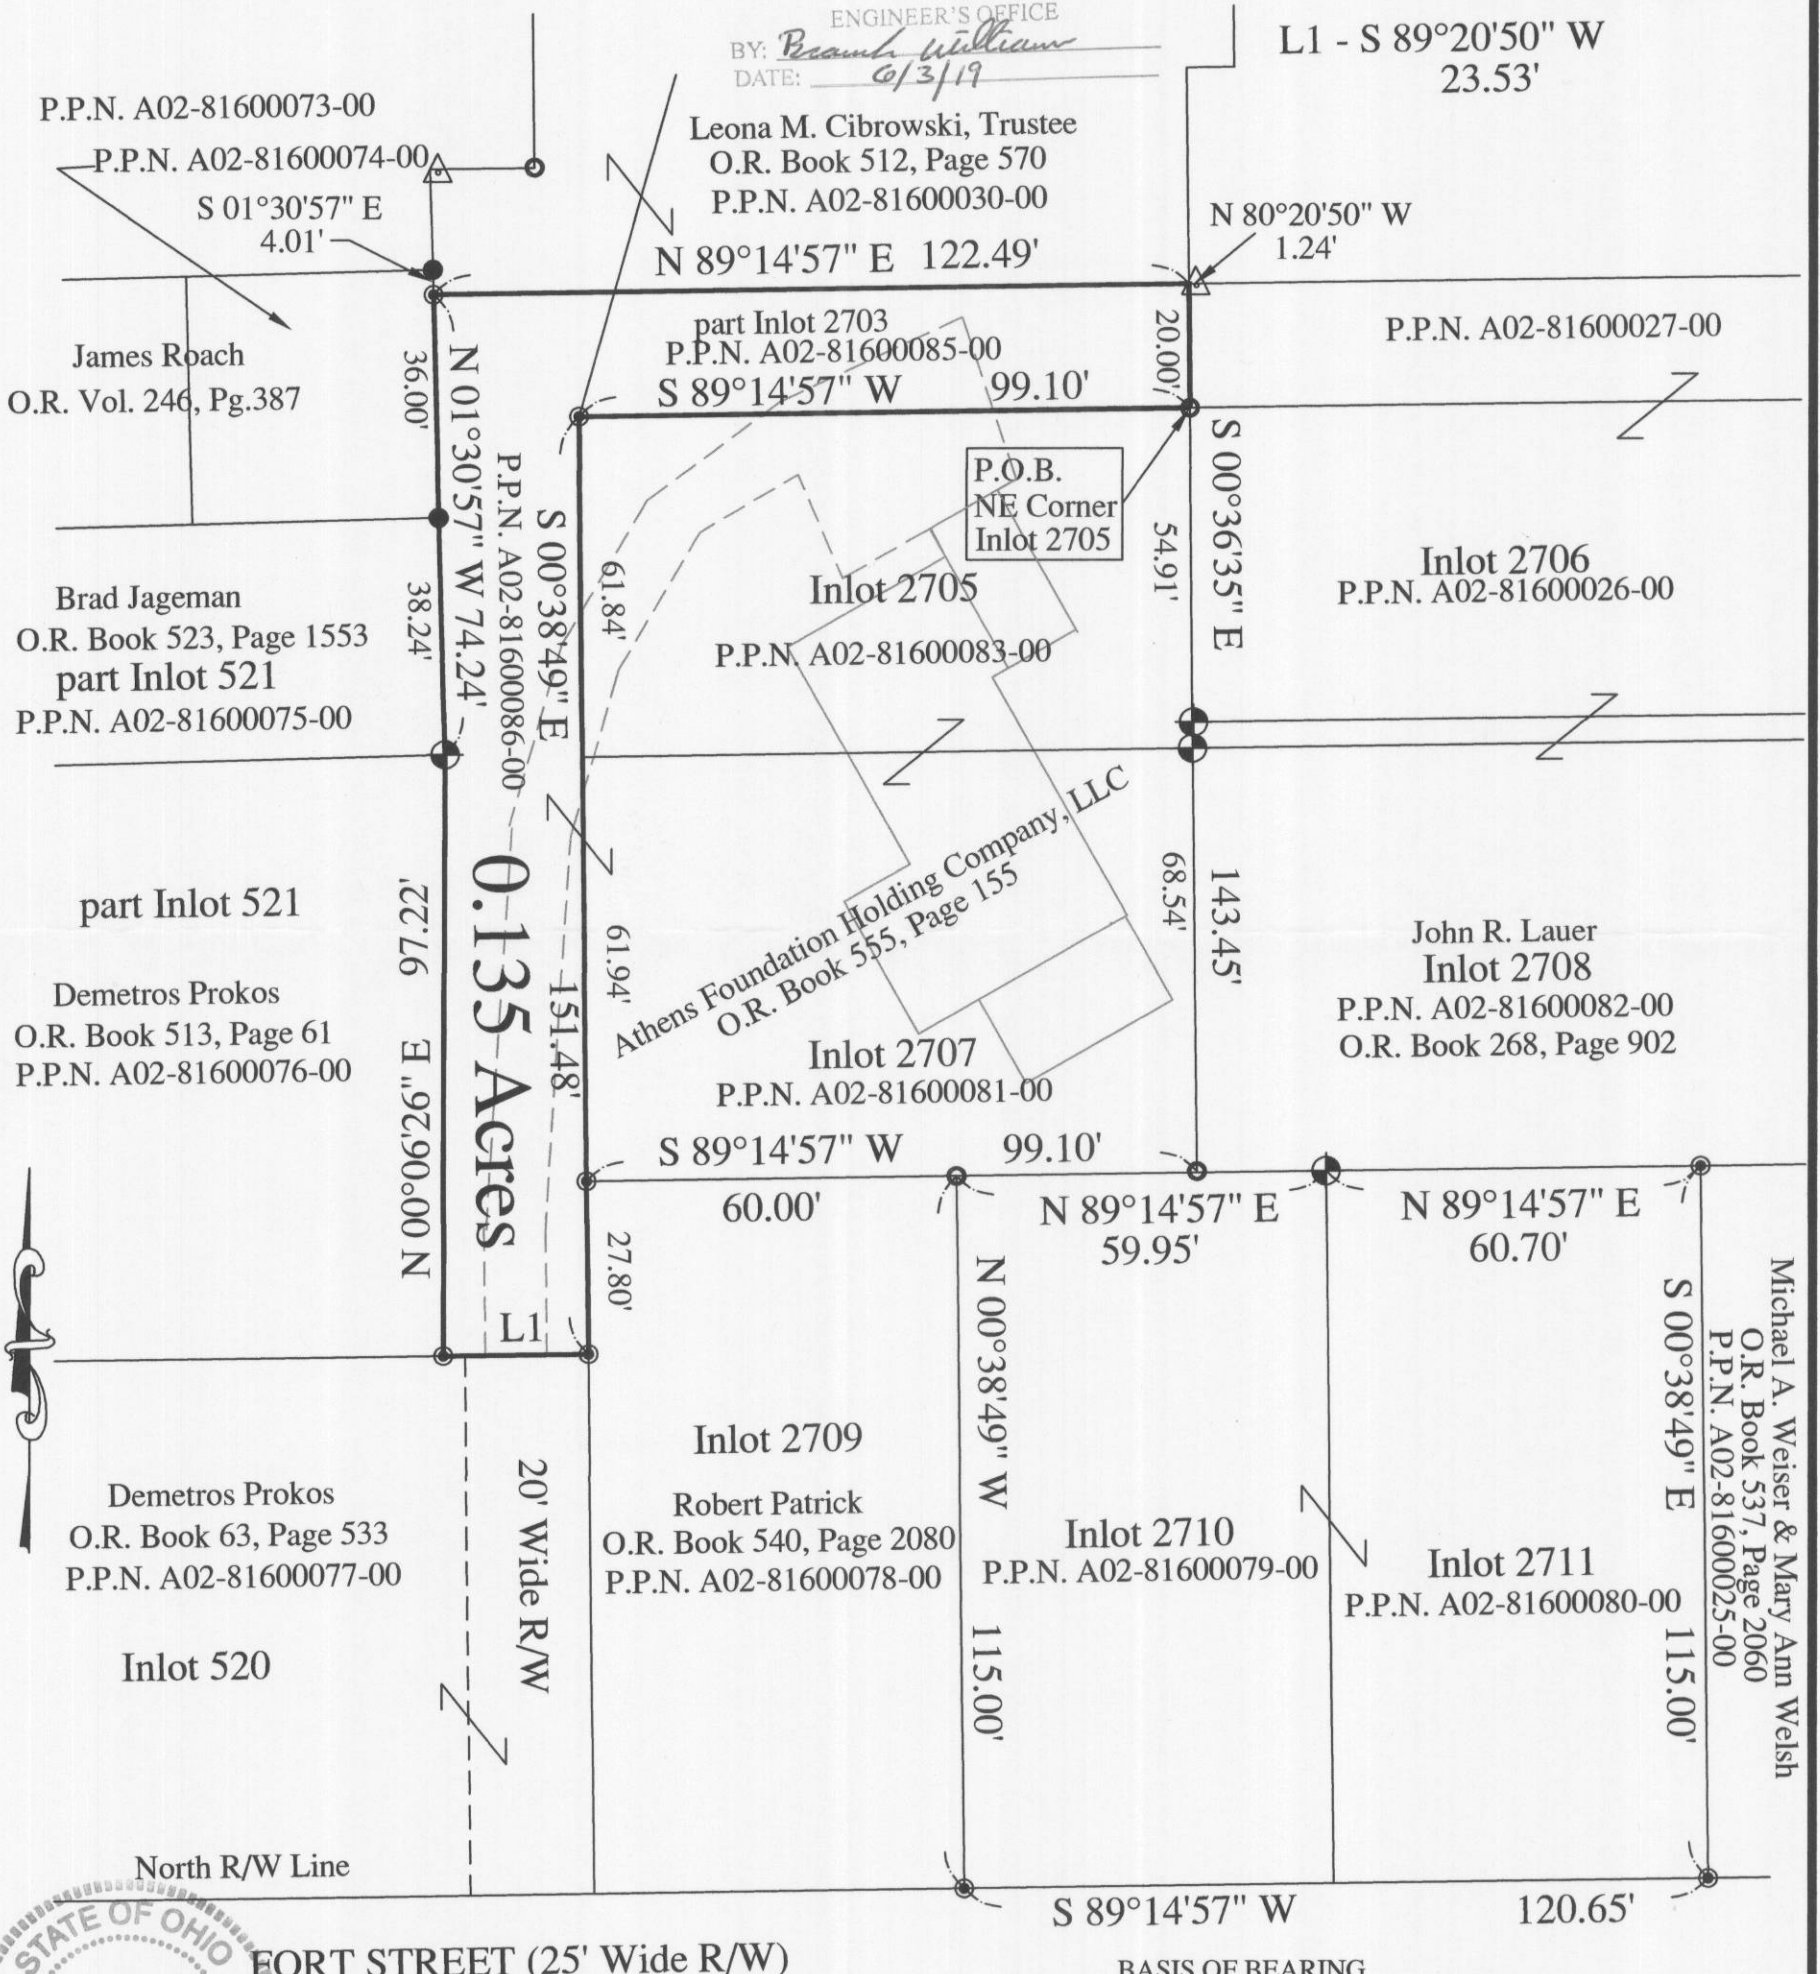 ENGINEER'S OFFICE
BY:
DATE: 6/3/19
L1 - S 89°20'50" W
23.53'
P.P.N. A02-81600073-00
P.P.N. A02-81600074-00
S 01°30'57" E
4.01'
Leona M. Cibrowski, Trustee
O.R. Book 512, Page 570
P.P.N. A02-81600030-00
N 89°14'57" E 122.49'
N 80°20'50" W
1.24'
James Roach
O.R. Vol. 246, Pg.387
36.00'
N 01°30'57" W 74.24'
part Inlot 2703
P.P.N. A02-81600085-00
S 89°14'57" W 99.10'
20.00'
P.P.N. A02-81600027-00
P.O.B.
NE Corner
Inlot 2705
S 00°36'35" E
143.45'
54.91'
Inlot 2706
P.P.N. A02-81600026-00
Brad Jageman
O.R. Book 523, Page 1553
part Inlot 521
P.P.N. A02-81600075-00
38.24'
P.P.N. A02-81600086-00
S 00°38'49" E
151.48'
61.84'
Inlot 2705
P.P.N. A02-81600083-00
part Inlot 521
Demetros Prokos
O.R. Book 513, Page 61
P.P.N. A02-81600076-00
N 00°06'26" E 97.22'
0.135 Acres
61.94'
Athens Foundation Holding Company, LLC
O.R. Book 555, Page 155
68.54'
Inlot 2707
P.P.N. A02-81600081-00
John R. Lauer
Inlot 2708
P.P.N. A02-81600082-00
O.R. Book 268, Page 902
S 89°14'57" W 99.10'
60.00'
N 89°14'57" E
59.95'
N 89°14'57" E
60.70'
27.80'
L1
N 00°38'49" W 115.00'
S 00°38'49" E 115.00'
Michael A. Weiser & Mary Ann Welsh
O.R. Book 537, Page 2060
P.P.N. A02-81600025-00
Demetros Prokos
O.R. Book 63, Page 533
P.P.N. A02-81600077-00
Inlot 520
20' Wide R/W
Inlot 2709
Robert Patrick
O.R. Book 540, Page 2080
P.P.N. A02-81600078-00
Inlot 2710
P.P.N. A02-81600079-00
Inlot 2711
P.P.N. A02-81600080-00
North R/W Line
S 89°14'57" W 120.65'
STATE OF OHIO
FORT STREET (25' Wide R/W)
BASIS OF BEARING